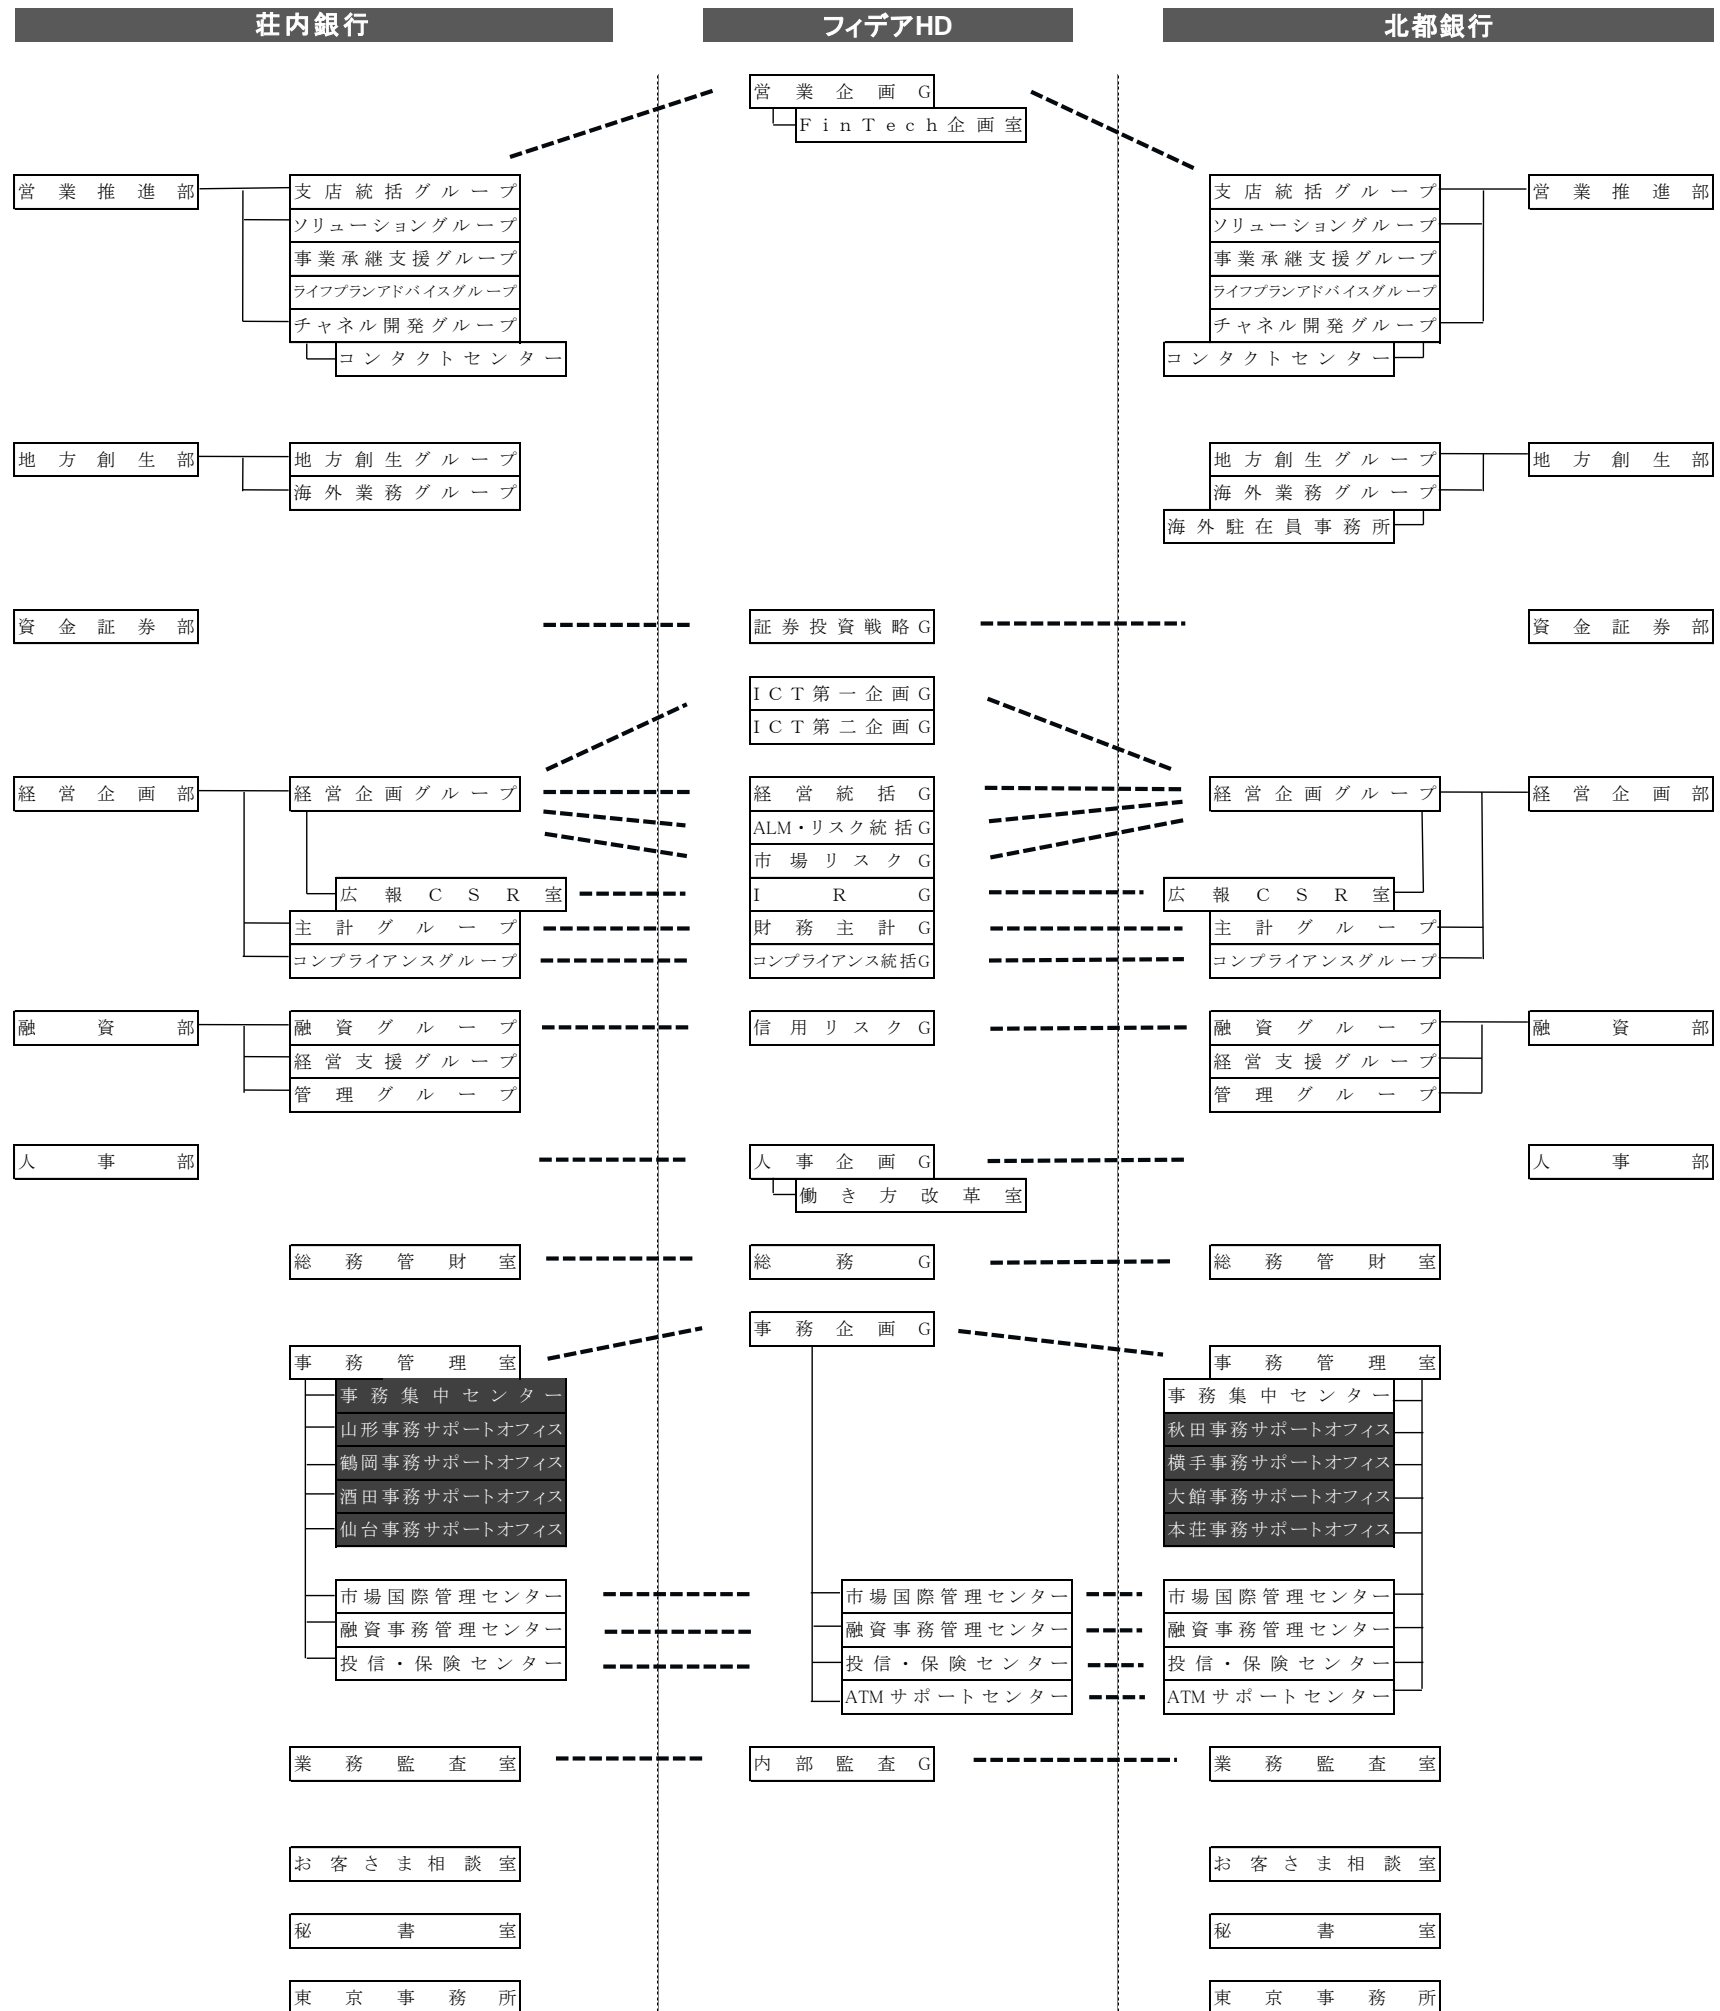 荘内銀行
フィデアHD
北都銀行
営業企画G
FinTech企画室
営業推進部
支店統括グループ
支店統括グループ
営業推進部
ソリューショングループ
ソリューショングループ
事業承継支援グループ
事業承継支援グループ
ライフプランアドバイスグループ
ライフプランアドバイスグループ
チャネル開発グループ
チャネル開発グループ
コンタクトセンター
コンタクトセンター
地方創生部
地方創生グループ
地方創生グループ
地方創生部
海外業務グループ
海外業務グループ
海外駐在員事務所
資金証券部
証券投資戦略G
資金証券部
ICT第一企画G
ICT第二企画G
経営企画部
経営企画グループ
経営統括G
経営企画グループ
経営企画部
ALM・リスク統括G
市場リスクG
広報CSR室
IRG
広報CSR室
主計グループ
財務主計G
主計グループ
コンプライアンスグループ
コンプライアンス統括G
コンプライアンスグループ
融資部
融資グループ
信用リスクG
融資グループ
融資部
経営支援グループ
経営支援グループ
管理グループ
管理グループ
人事部
人事企画G
人事部
働き方改革室
総務管財室
総務G
総務管財室
事務企画G
事務管理室
事務管理室
事務集中センター
事務集中センター
山形事務サポートオフィス
秋田事務サポートオフィス
鶴岡事務サポートオフィス
横手事務サポートオフィス
酒田事務サポートオフィス
大館事務サポートオフィス
仙台事務サポートオフィス
本荘事務サポートオフィス
市場国際管理センター
市場国際管理センター
市場国際管理センター
融資事務管理センター
融資事務管理センター
融資事務管理センター
投信・保険センター
投信・保険センター
投信・保険センター
ATMサポートセンター
ATMサポートセンター
業務監査室
内部監査G
業務監査室
お客さま相談室
お客さま相談室
秘書室
秘書室
東京事務所
東京事務所